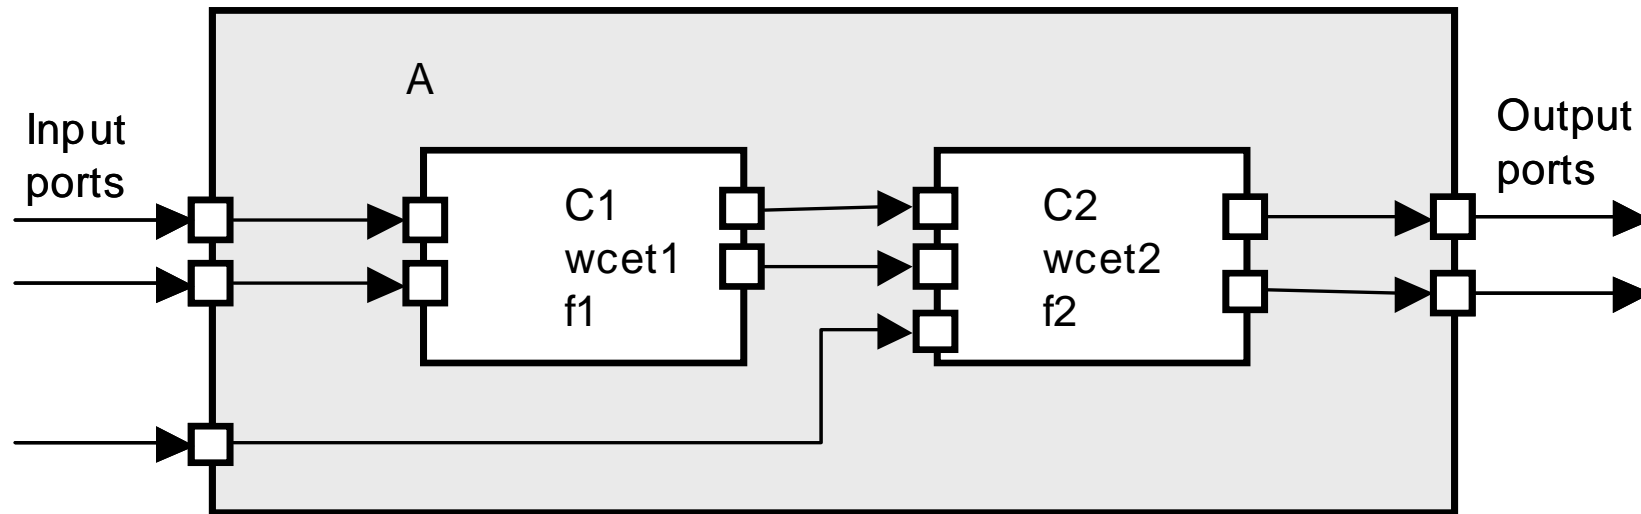 A
Input
ports
C1
wcet1
f1
C2
wcet2
f2
Output
ports